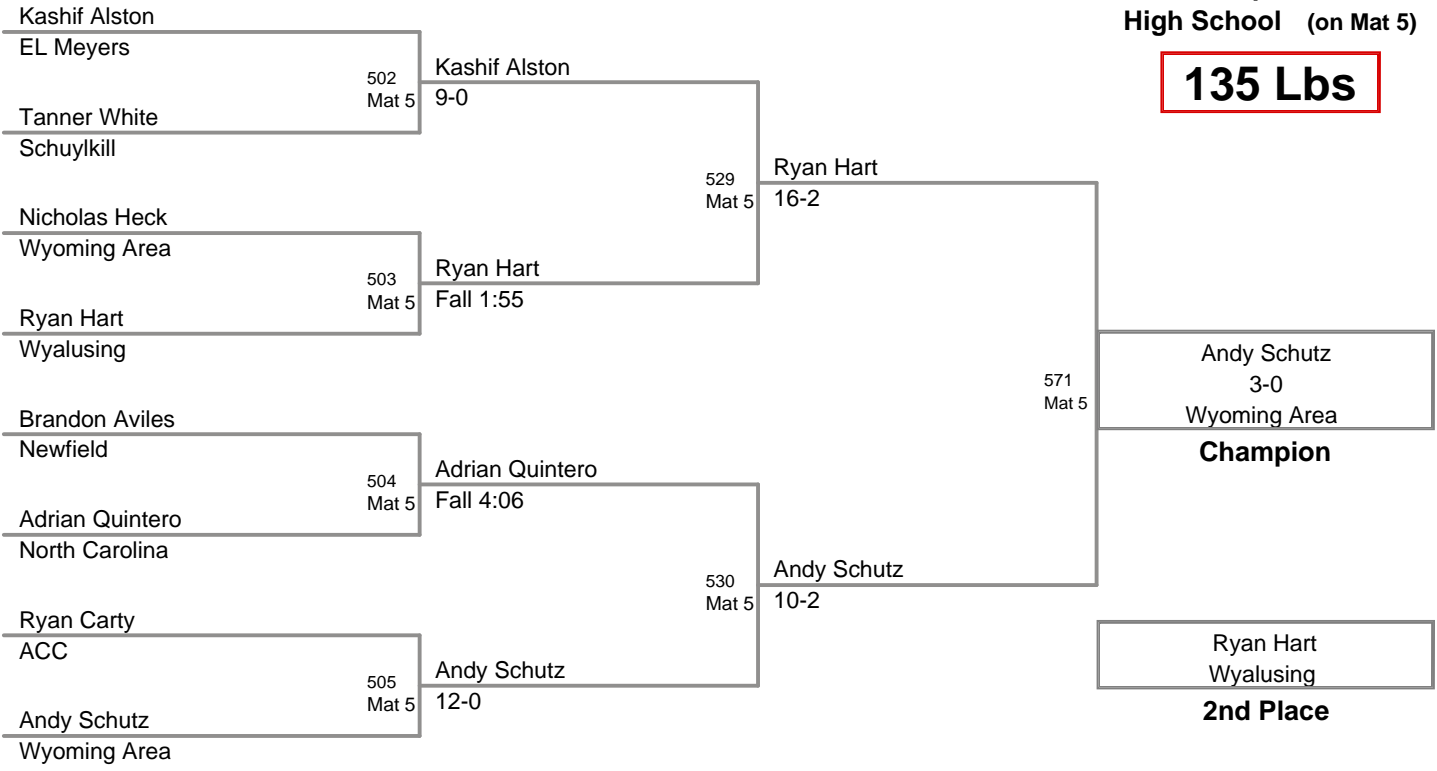 High School (on Mat 5)
135 Lbs
Kashif Alston
EL Meyers
502
Mat 5
Kashif Alston
9-0
Tanner White
Schuylkill
529
Mat 5
Ryan Hart
16-2
Nicholas Heck
Wyoming Area
503
Mat 5
Ryan Hart
Fall 1:55
Ryan Hart
Wyalusing
571
Mat 5
Andy Schutz
3-0
Wyoming Area
Champion
Brandon Aviles
Newfield
504
Mat 5
Adrian Quintero
Fall 4:06
Adrian Quintero
North Carolina
530
Mat 5
Andy Schutz
10-2
Ryan Carty
ACC
505
Mat 5
Andy Schutz
12-0
Andy Schutz
Wyoming Area
Ryan Hart
Wyalusing
2nd Place